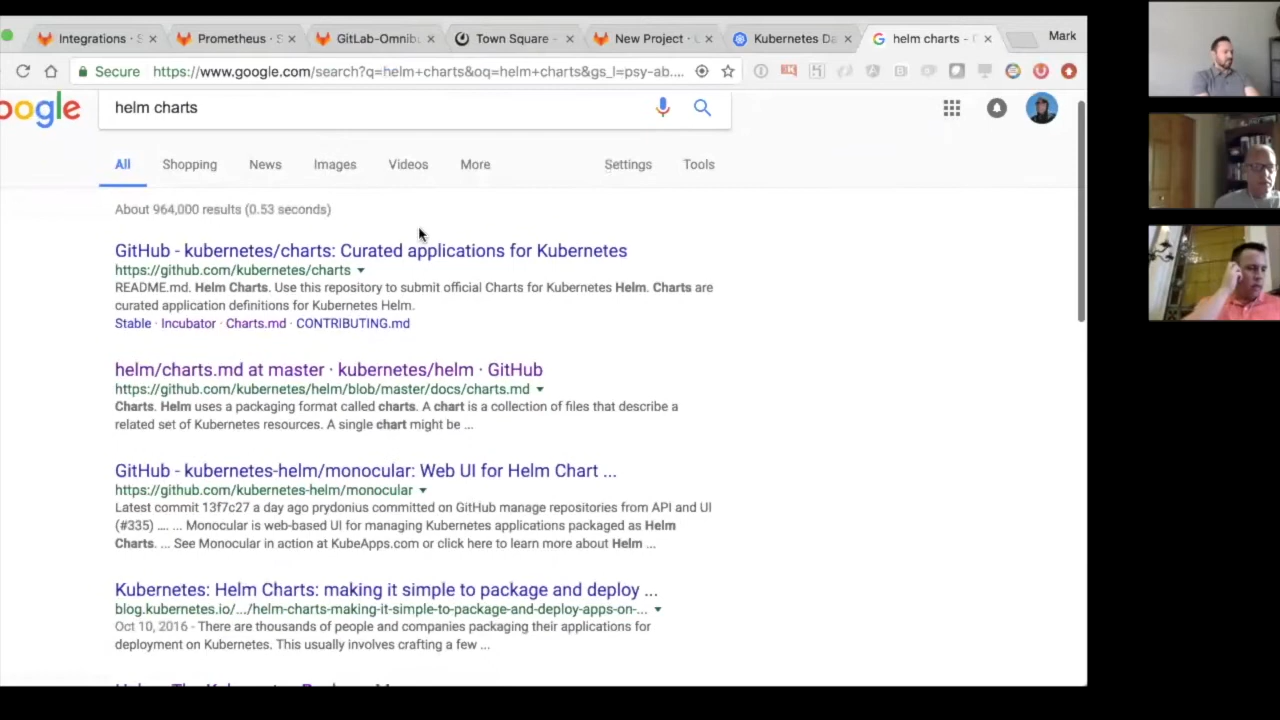 Integrations · S
Prometheus · S
GitLab-Omnibu
Town Square -
New Project ·
Kubernetes Da
helm charts -
Mark
Secure https://www.google.com/search?q=helm+charts&oq=helm+charts&gs_l=psy-ab....
oogle
helm charts
All
Shopping
News
Images
Videos
More
Settings
Tools
About 964,000 results (0.53 seconds)
GitHub - kubernetes/charts: Curated applications for Kubernetes
https://github.com/kubernetes/charts
README.md. Helm Charts. Use this repository to submit official Charts for Kubernetes Helm. Charts are
curated application definitions for Kubernetes Helm.
Stable · Incubator · Charts.md · CONTRIBUTING.md
helm/charts.md at master · kubernetes/helm · GitHub
https://github.com/kubernetes/helm/blob/master/docs/charts.md
Charts. Helm uses a packaging format called charts. A chart is a collection of files that describe a
related set of Kubernetes resources. A single chart might be ...
GitHub - kubernetes-helm/monocular: Web UI for Helm Chart ...
https://github.com/kubernetes-helm/monocular
Latest commit 13f7c27 a day ago prydonius committed on GitHub manage repositories from API and UI
(#335) .... ... Monocular is web-based UI for managing Kubernetes applications packaged as Helm
Charts. ... See Monocular in action at KubeApps.com or click here to learn more about Helm ...
Kubernetes: Helm Charts: making it simple to package and deploy ...
blog.kubernetes.io/.../helm-charts-making-it-simple-to-package-and-deploy-apps-on-...
Oct 10, 2016 - There are thousands of people and companies packaging their applications for
deployment on Kubernetes. This usually involves crafting a few ...